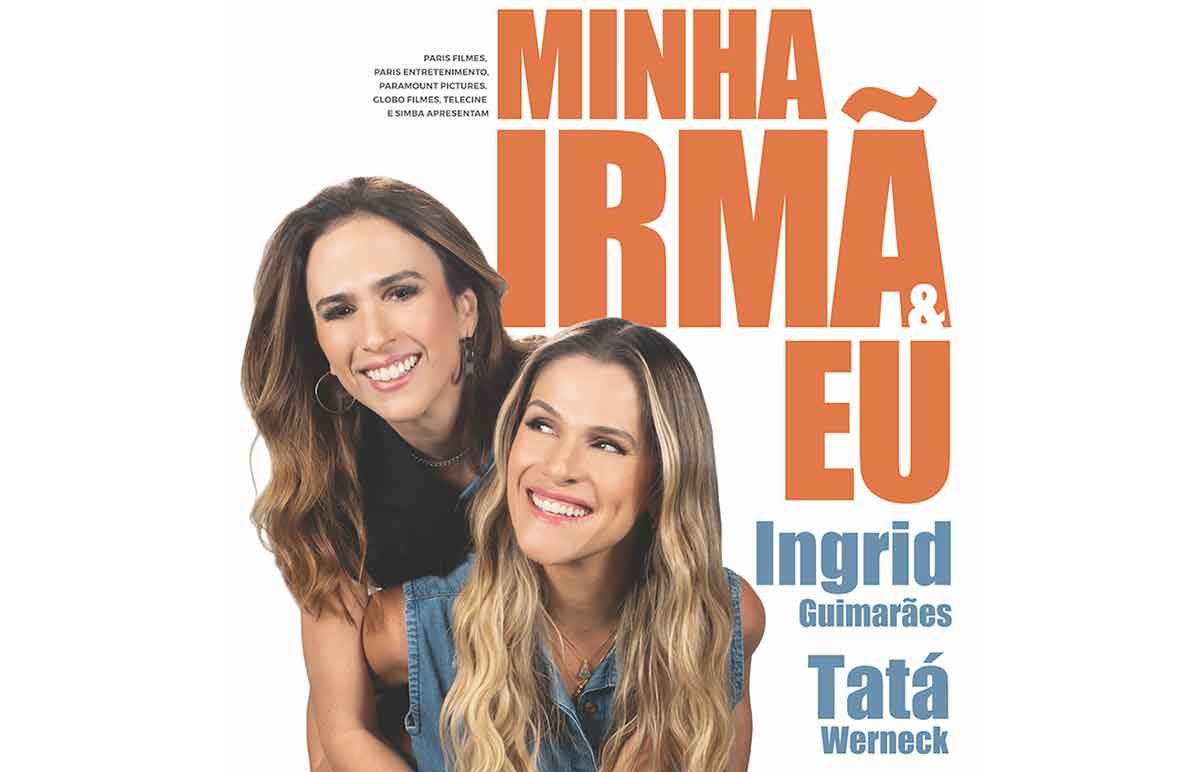 PARIS FILMES,
PARIS ENTRETENIMENTO,
PARAMOUNT PICTURES,
GLOBO FILMES, TELECINE
E SIMBA APRESENTAM
MINHA
IRMÃ
&
EU
Ingrid
Guimarães
Tatá
Werneck